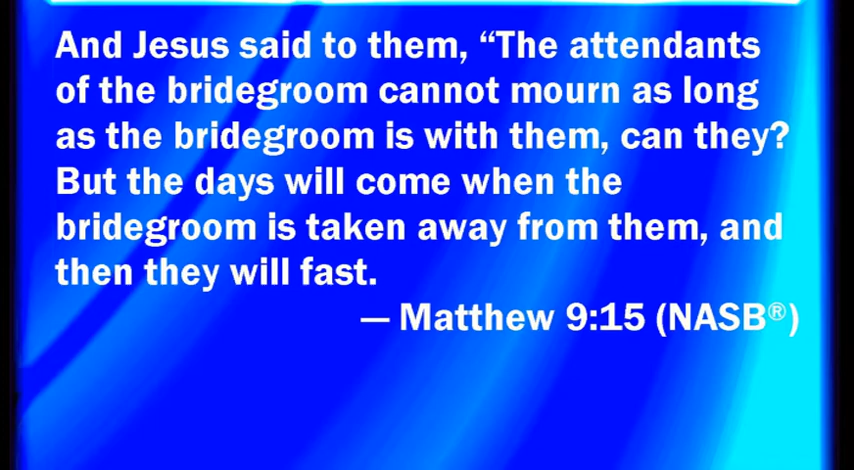 And Jesus said to them, “The attendants
of the bridegroom cannot mourn as long
as the bridegroom is with them, can they?
But the days will come when the
bridegroom is taken away from them, and
then they will fast.
— Matthew 9:15 (NASB®)